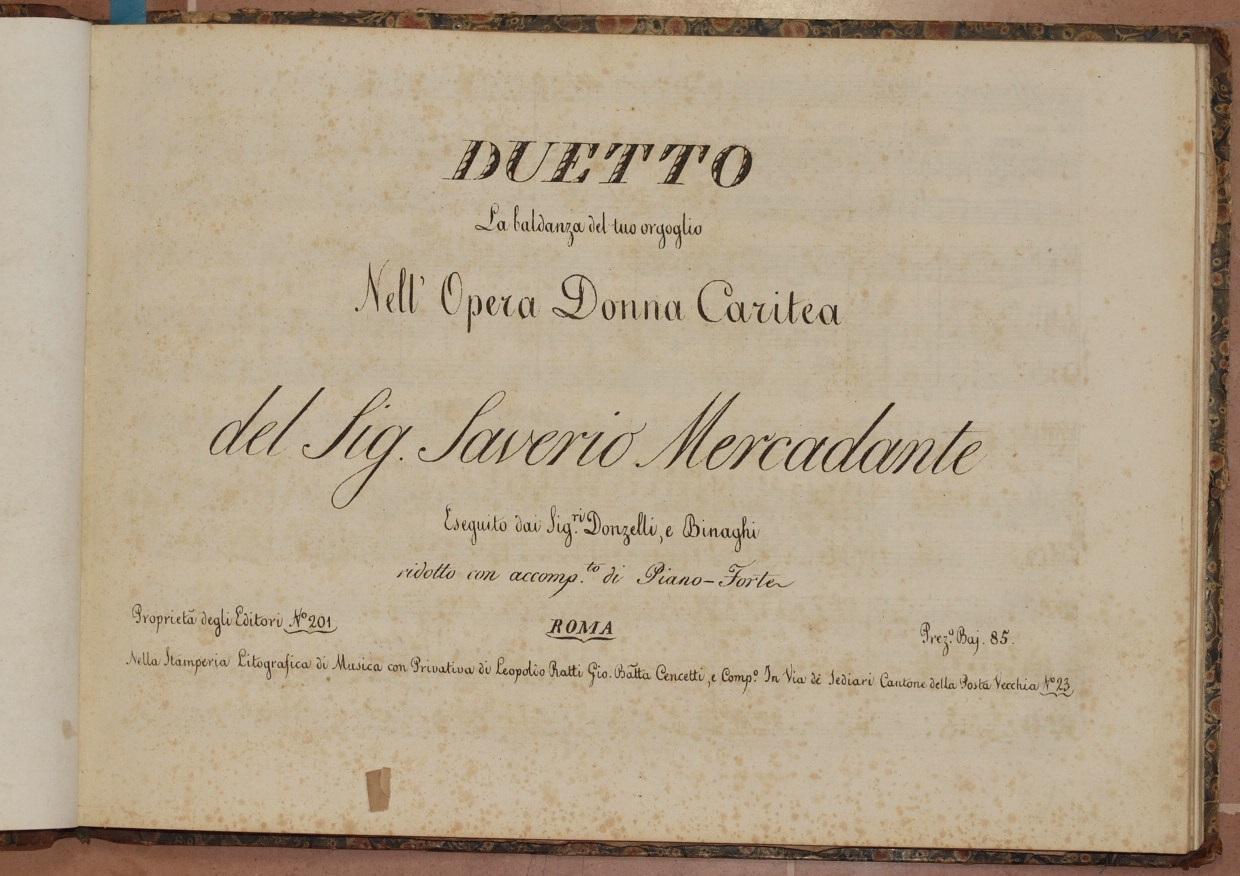 DUETTO
La baldanza del tuo orgoglio
Nell' Opera Donna Caritea
del Sig. Saverio Mercadante
Eseguito dai Sig.ri Donzelli, e Binaghi
ridotto con accomp.to di Piano-Forte
Proprietà degli Editori No 201 ROMA Prez.o Baj. 85.
Nella Stamperia Litografica di Musica con Privativa di Leopoldo Ratti Gio. Batta Cencetti, e Comp.o In Via de Sediari Cantone della Posta Vecchia No 23